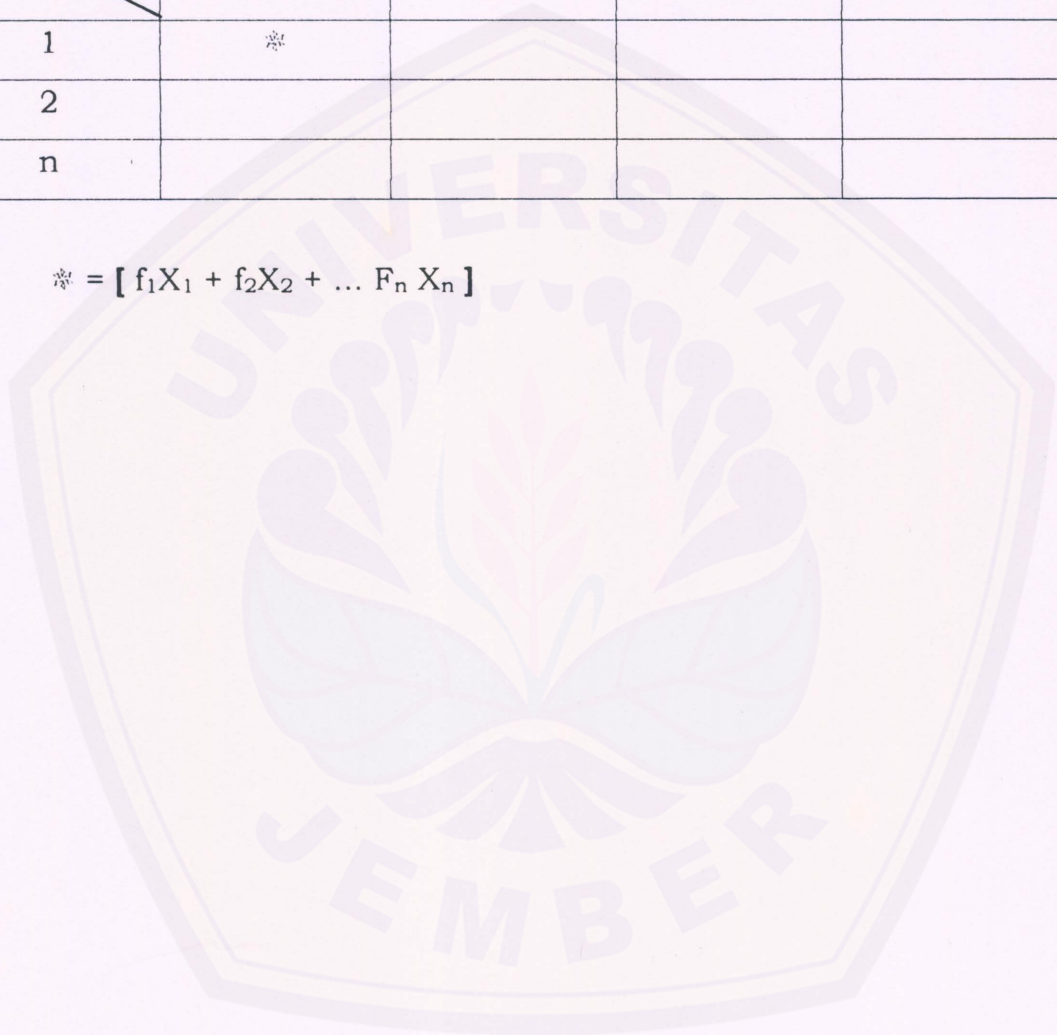 1 ※
2
n
※ = [ f₁X₁ + f₂X₂ + ... Fₙ Xₙ ]
UNIVERSITAS
JEMBER